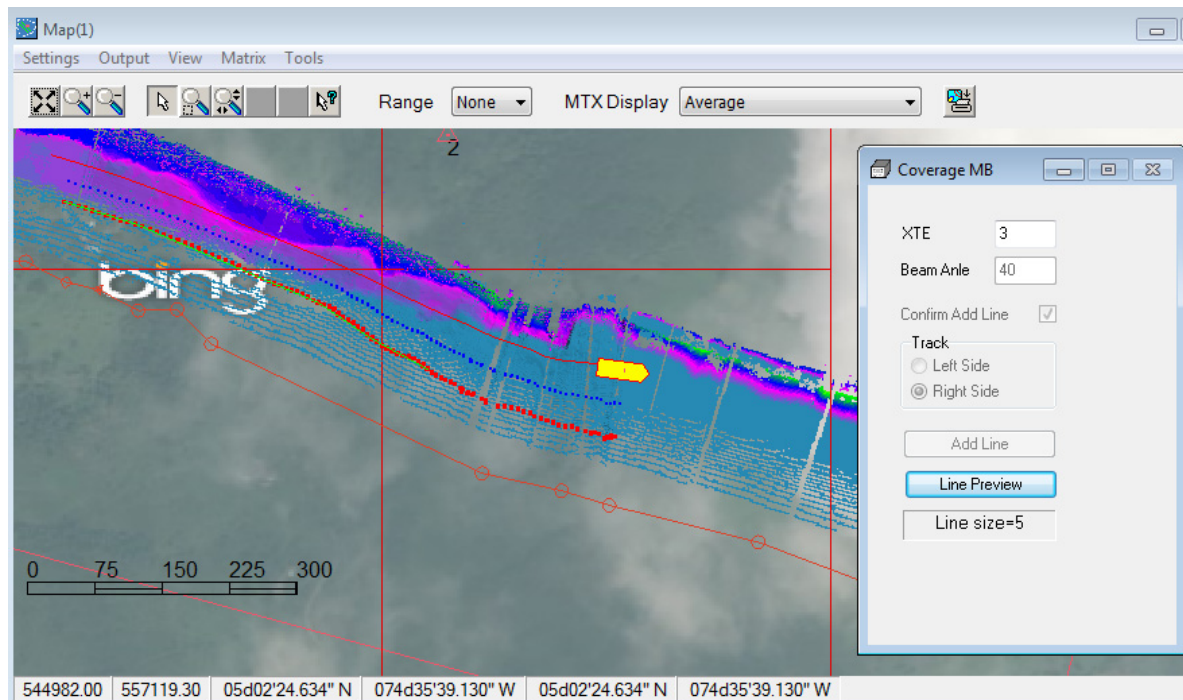 Map(1)
Settings Output View Matrix Tools
Range None MTX Display Average
2
bing
0 75 150 225 300
Coverage MB
XTE 3
Beam Anle 40
Confirm Add Line
Track
Left Side
Right Side
Add Line
Line Preview
Line size=5
544982.00 557119.30 05d02'24.634" N 074d35'39.130" W 05d02'24.634" N 074d35'39.130" W